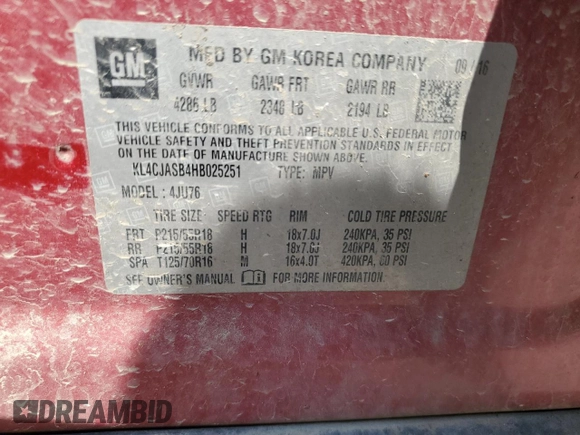 GM
MFD BY GM KOREA COMPANY
09/16
GVWR GAWR FRT GAWR RR
4286 LB 2348 LB 2194 LB
THIS VEHICLE CONFORMS TO ALL APPLICABLE U.S. FEDERAL MOTOR
VEHICLE SAFETY AND THEFT PREVENTION STANDARDS IN EFFECT ON
THE DATE OF MANUFACTURE SHOWN ABOVE.
KL4CJASB4HB025251 TYPE: MPV
MODEL: 4JU76
TIRE SIZE SPEED RTG RIM COLD TIRE PRESSURE
FRT P215/55R18 H 18x7.0J 240KPA, 35 PSI
RR P215/55R18 H 18x7.0J 240KPA, 35 PSI
SPA T125/70R16 M 16x4.0T 420KPA, 60 PSI
SEE OWNER'S MANUAL FOR MORE INFORMATION
DREAMBID